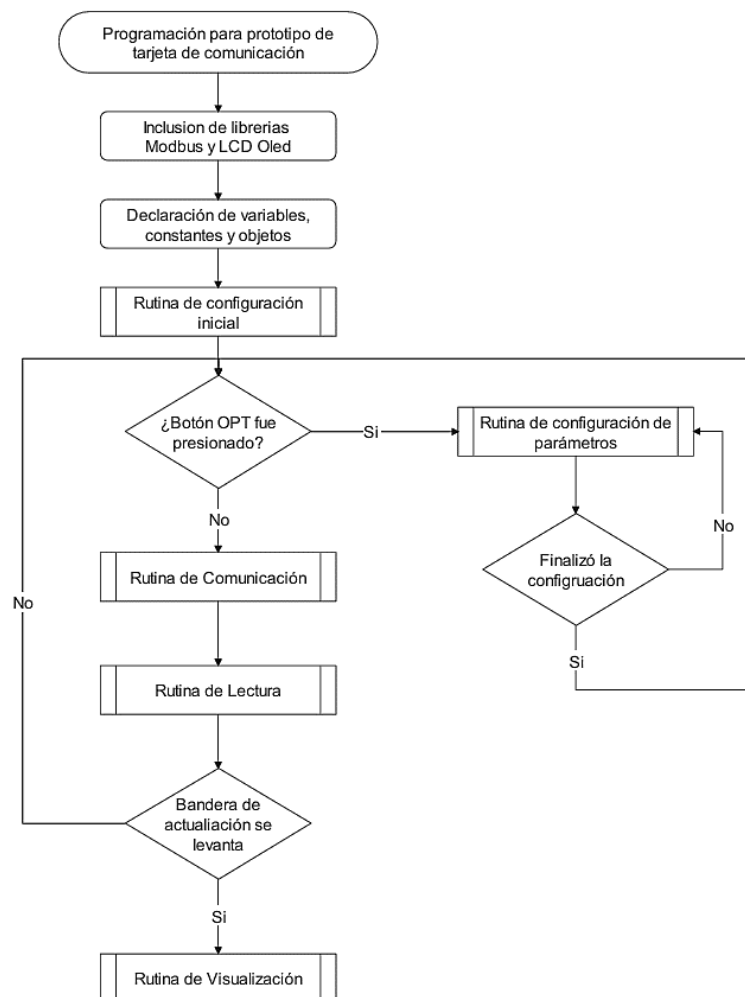 Programación para prototipo de
tarjeta de comunicación
Inclusion de librerias
Modbus y LCD Oled
Declaración de variables,
constantes y objetos
Rutina de configuración
inicial
¿Botón OPT fue
presionado?
Si
Rutina de configuración de
parámetros
No
No
Finalizó la
configruación
Rutina de Comunicación
No
Si
Rutina de Lectura
Bandera de
actualiación se
levanta
Si
Rutina de Visualización